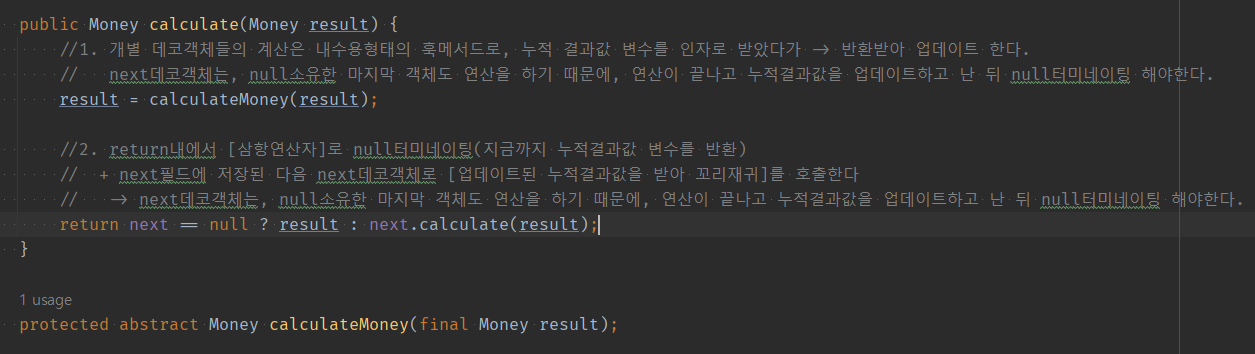 public Money calculate(Money result) {
//1. 개별 데코객체들의 계산은 내수용형태의 훅메서드로, 누적 결과값 변수를 인자로 받았다가 -> 반환받아 업데이트 한다.
//   next데코객체는, null소유한 마지막 객체도 연산을 하기 때문에, 연산이 끝나고 누적결과값을 업데이트하고 난 뒤 null터미네이팅 해야한다.
result = calculateMoney(result);
//2. return내에서 [삼항연산자]로 null터미네이팅(지금까지 누적결과값 변수를 반환)
//  + next필드에 저장된 다음 next데코객체로 [업데이트된 누적결과값을 받아 꼬리재귀]를 호출한다
//   -> next데코객체는, null소유한 마지막 객체도 연산을 하기 때문에, 연산이 끝나고 누적결과값을 업데이트하고 난 뒤 null터미네이팅 해야한다.
return next == null ? result : next.calculate(result);
}
1 usage
protected abstract Money calculateMoney(final Money result);